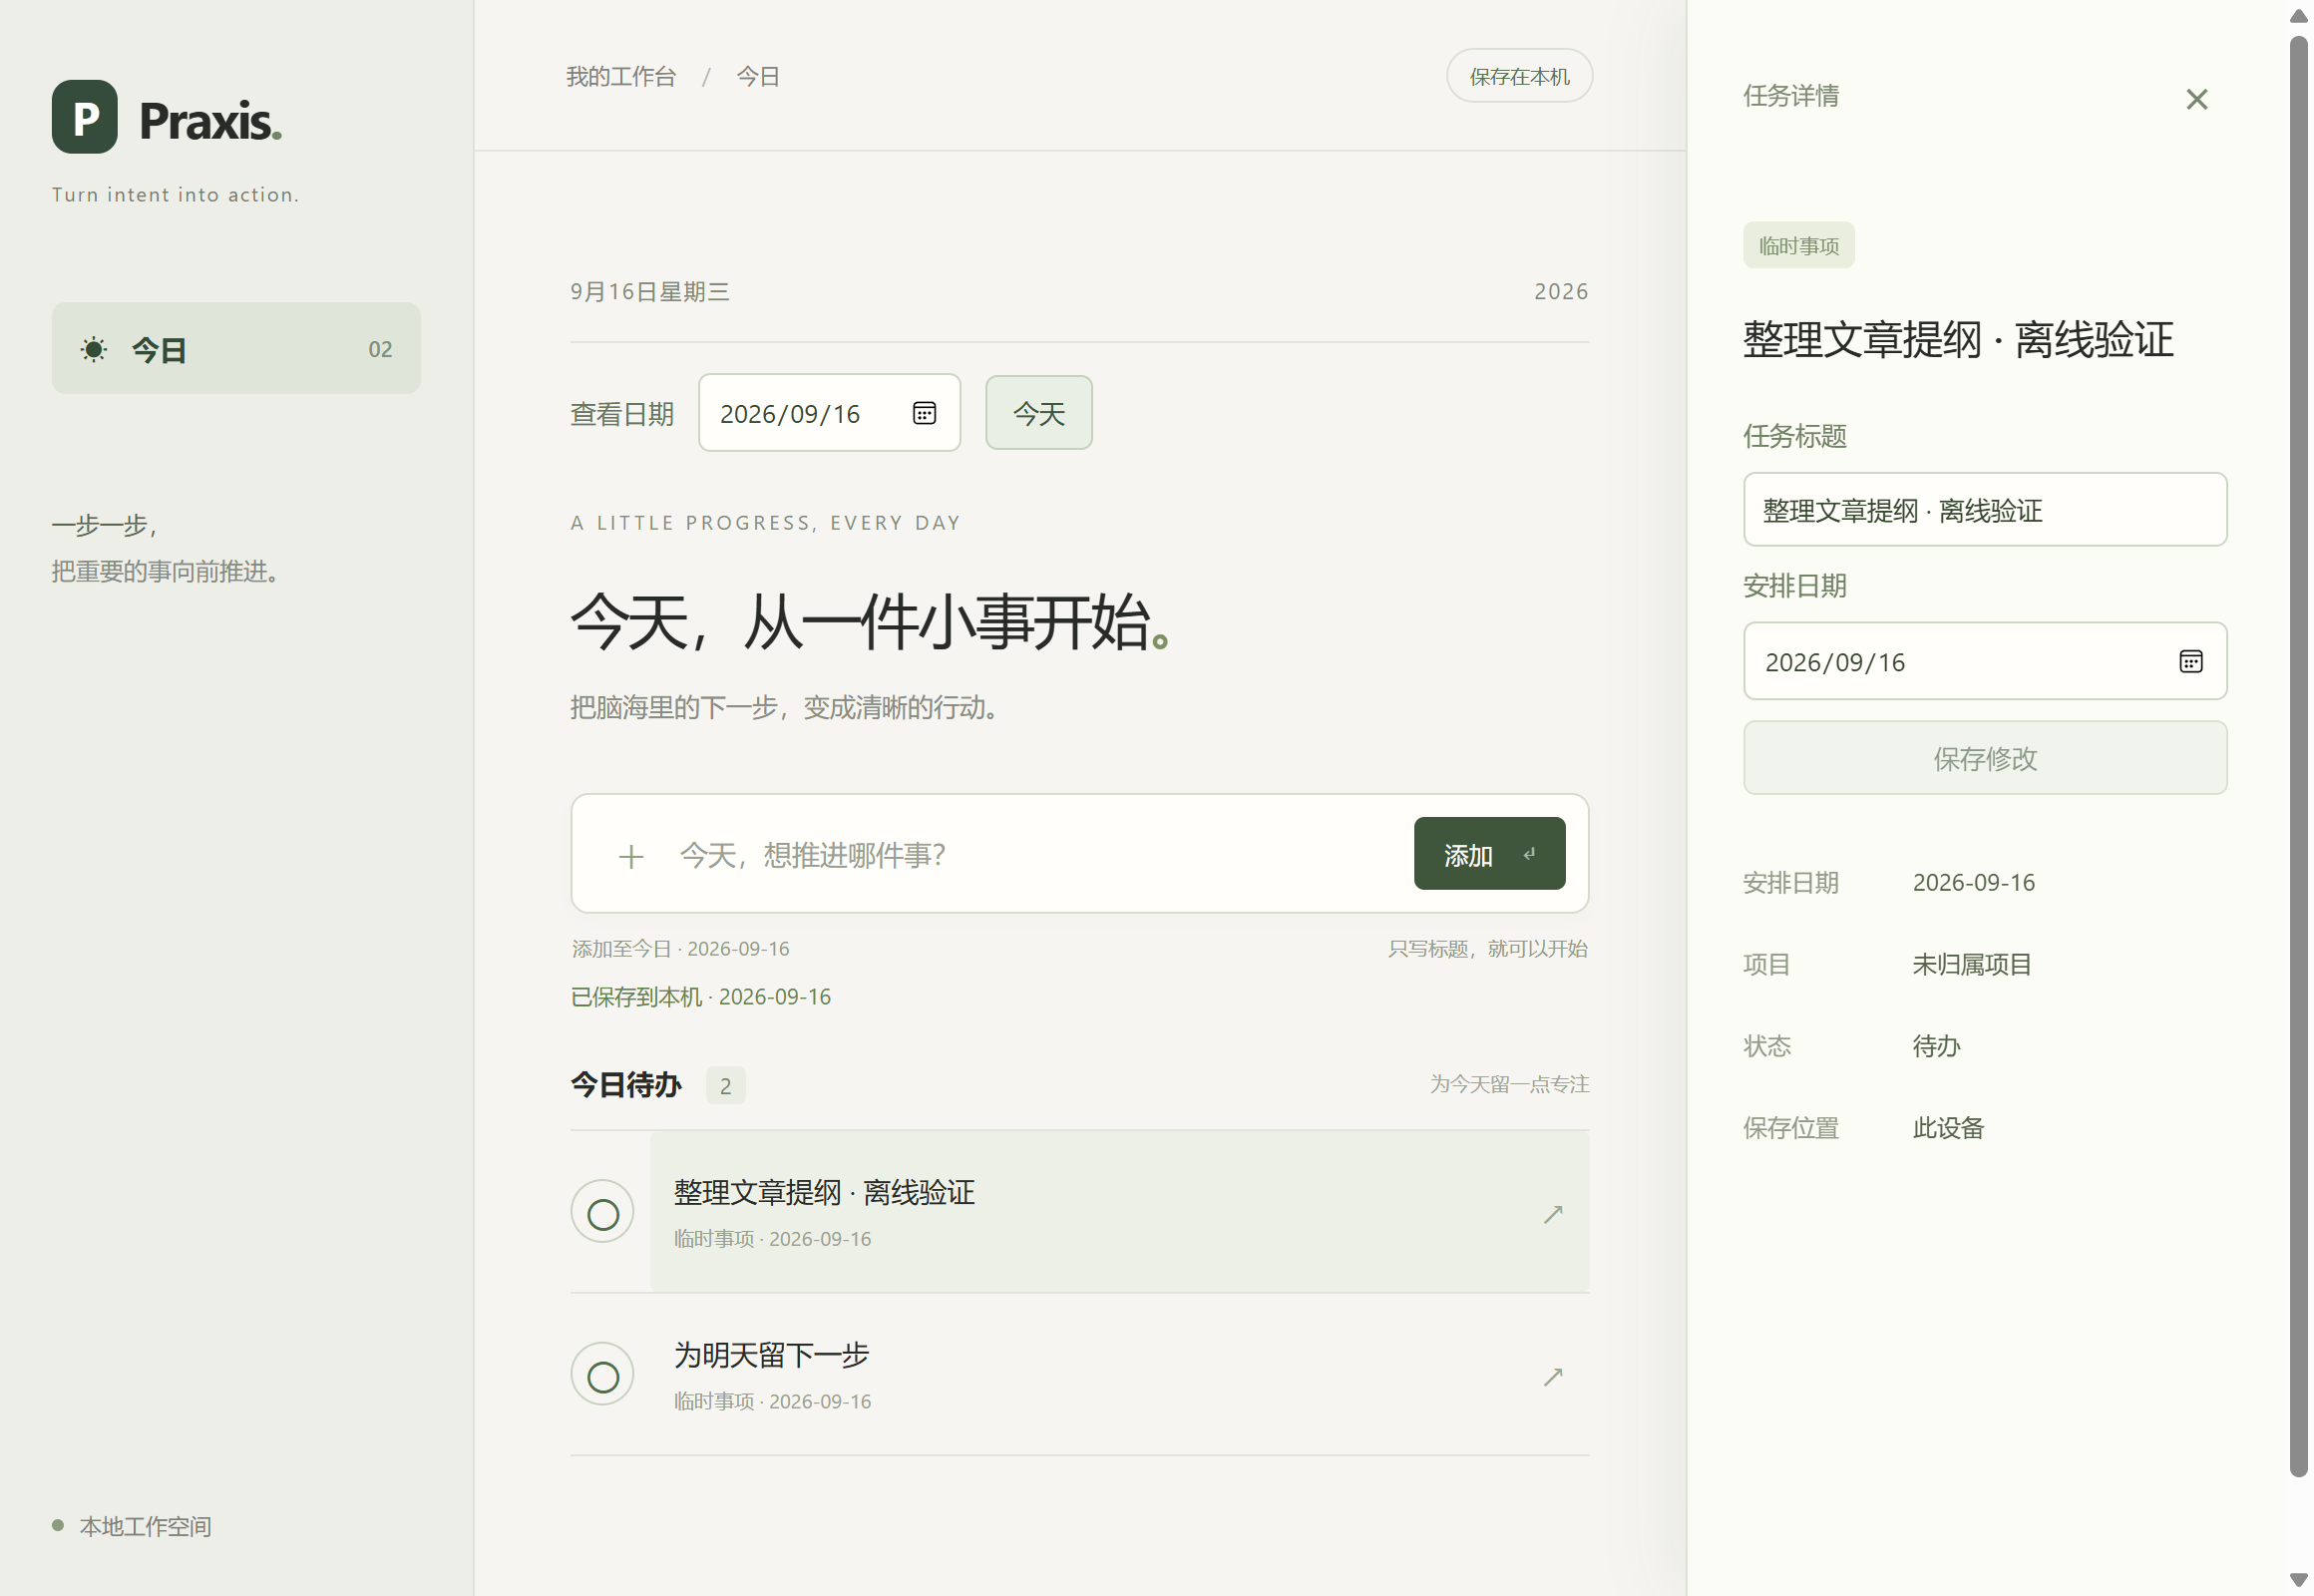 P Praxis.
Turn intent into action.
今日 02
一步一步，
把重要的事向前推进。
本地工作空间
我的工作台 / 今日
保存在本机
9月16日星期三
2026
查看日期 2026/09/16 今天
A LITTLE PROGRESS, EVERY DAY
今天，从一件小事开始。
把脑海里的下一步，变成清晰的行动。
今天，想推进哪件事？
添加
添加至今日 · 2026-09-16
只写标题，就可以开始
已保存到本机 · 2026-09-16
今日待办 2
为今天留一点专注
整理文章提纲 · 离线验证
临时事项 · 2026-09-16
为明天留下一步
临时事项 · 2026-09-16
任务详情
临时事项
整理文章提纲 · 离线验证
任务标题
整理文章提纲 · 离线验证
安排日期
2026/09/16
保存修改
安排日期 2026-09-16
项目 未归属项目
状态 待办
保存位置 此设备